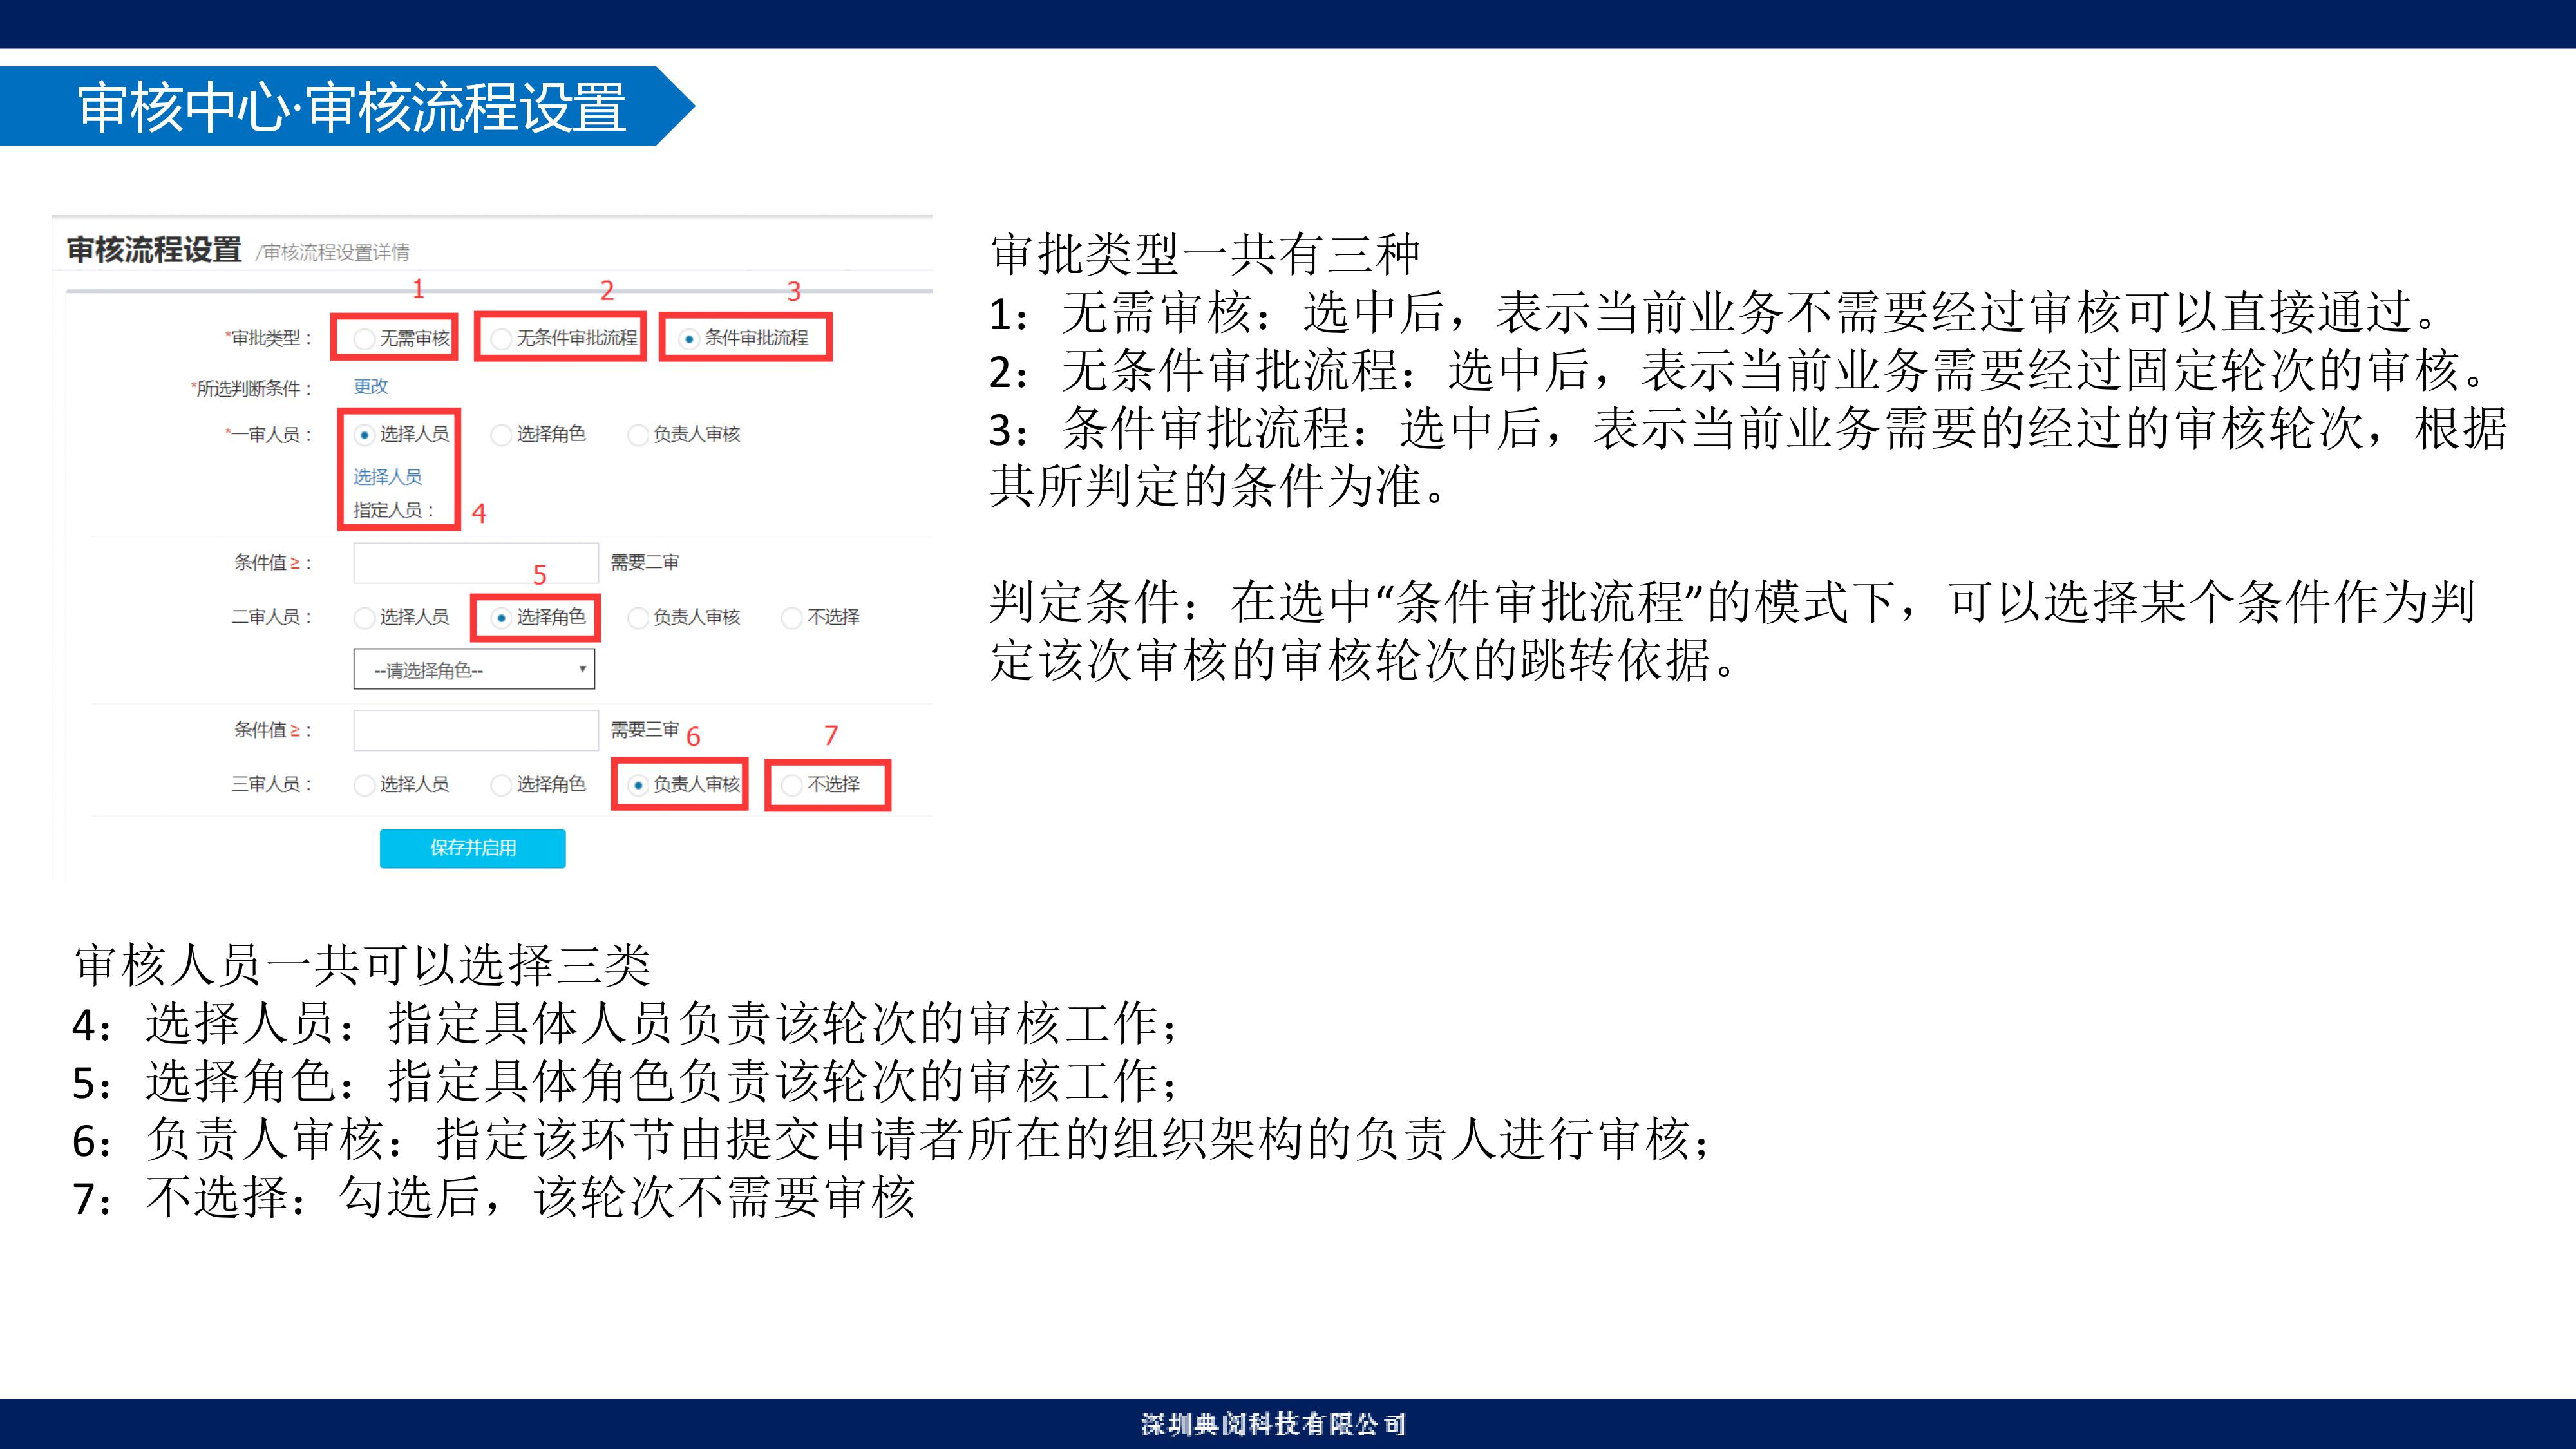 审核中心·审核流程设置
审核流程设置 /审核流程设置详情
1 2 3
*审批类型： 无需审核 无条件审批流程 条件审批流程
*所选判断条件： 更改
*一审人员： 选择人员 选择角色 负责人审核
选择人员
指定人员： 4
条件值≥： 需要二审
5
二审人员： 选择人员 选择角色 负责人审核 不选择
--请选择角色--
条件值≥： 需要三审
6 7
三审人员： 选择人员 选择角色 负责人审核 不选择
保存并启用
审批类型一共有三种
1：无需审核：选中后，表示当前业务不需要经过审核可以直接通过。
2：无条件审批流程：选中后，表示当前业务需要经过固定轮次的审核。
3：条件审批流程：选中后，表示当前业务需要的经过的审核轮次，根据
其所判定的条件为准。
判定条件：在选中“条件审批流程”的模式下，可以选择某个条件作为判
定该次审核的审核轮次的跳转依据。
审核人员一共可以选择三类
4：选择人员：指定具体人员负责该轮次的审核工作；
5：选择角色：指定具体角色负责该轮次的审核工作；
6：负责人审核：指定该环节由提交申请者所在的组织架构的负责人进行审核；
7：不选择：勾选后，该轮次不需要审核
深圳典阅科技有限公司